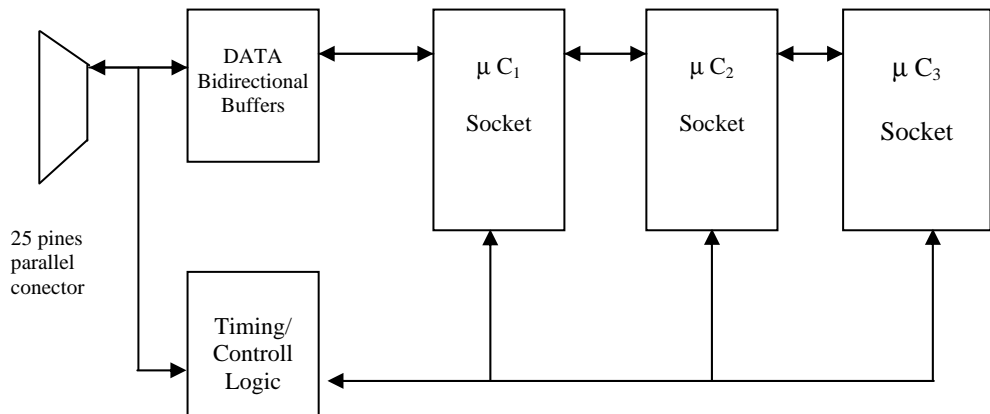 DATA
Bidirectional
Buffers
μ C₁
Socket
μ C₂
Socket
μ C₃
Socket
25 pines
parallel
conector
Timing/
Controll
Logic